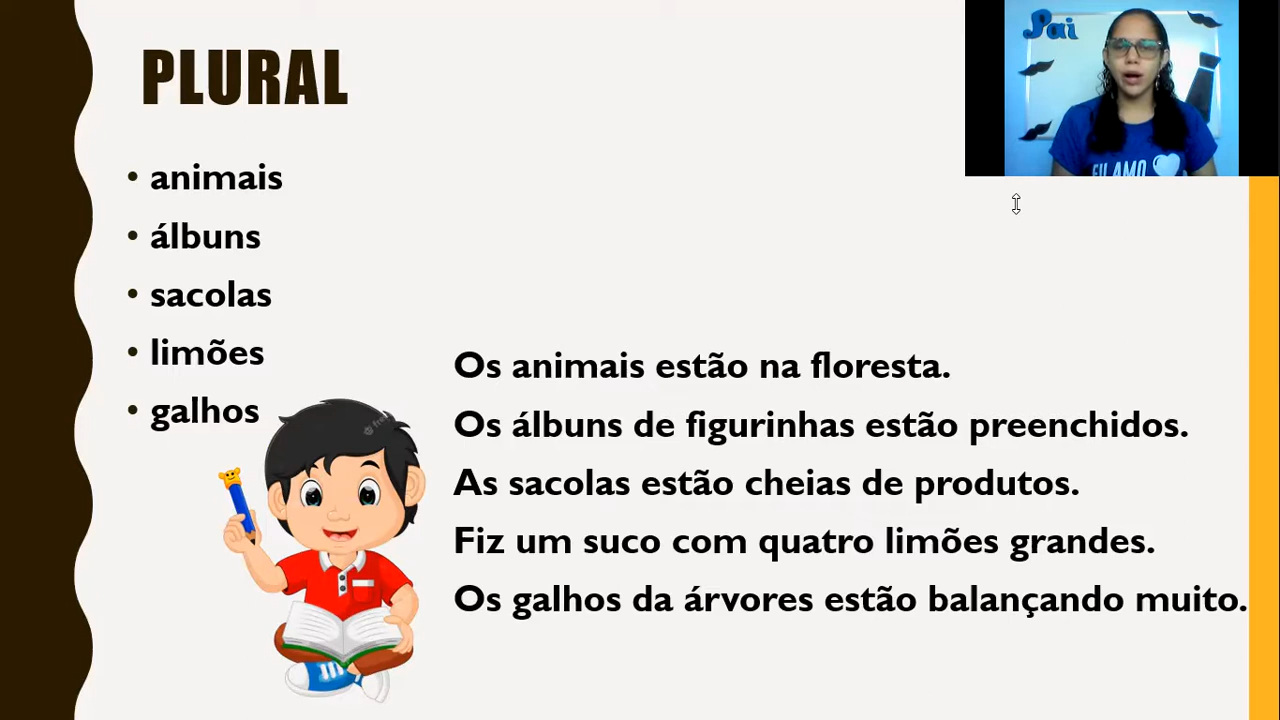 PLURAL
Pai
• animais
• álbuns
• sacolas
• limões
• galhos
Os animais estão na floresta.
Os álbuns de figurinhas estão preenchidos.
As sacolas estão cheias de produtos.
Fiz um suco com quatro limões grandes.
Os galhos da árvores estão balançando muito.
EU AMO